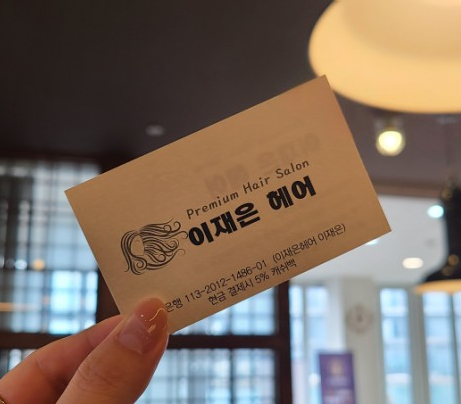 Premium Hair Salon
이재은 헤어
은행 113-2012-1486-01 (이재은헤어 이재은)
현금 결제시 5% 캐쉬백